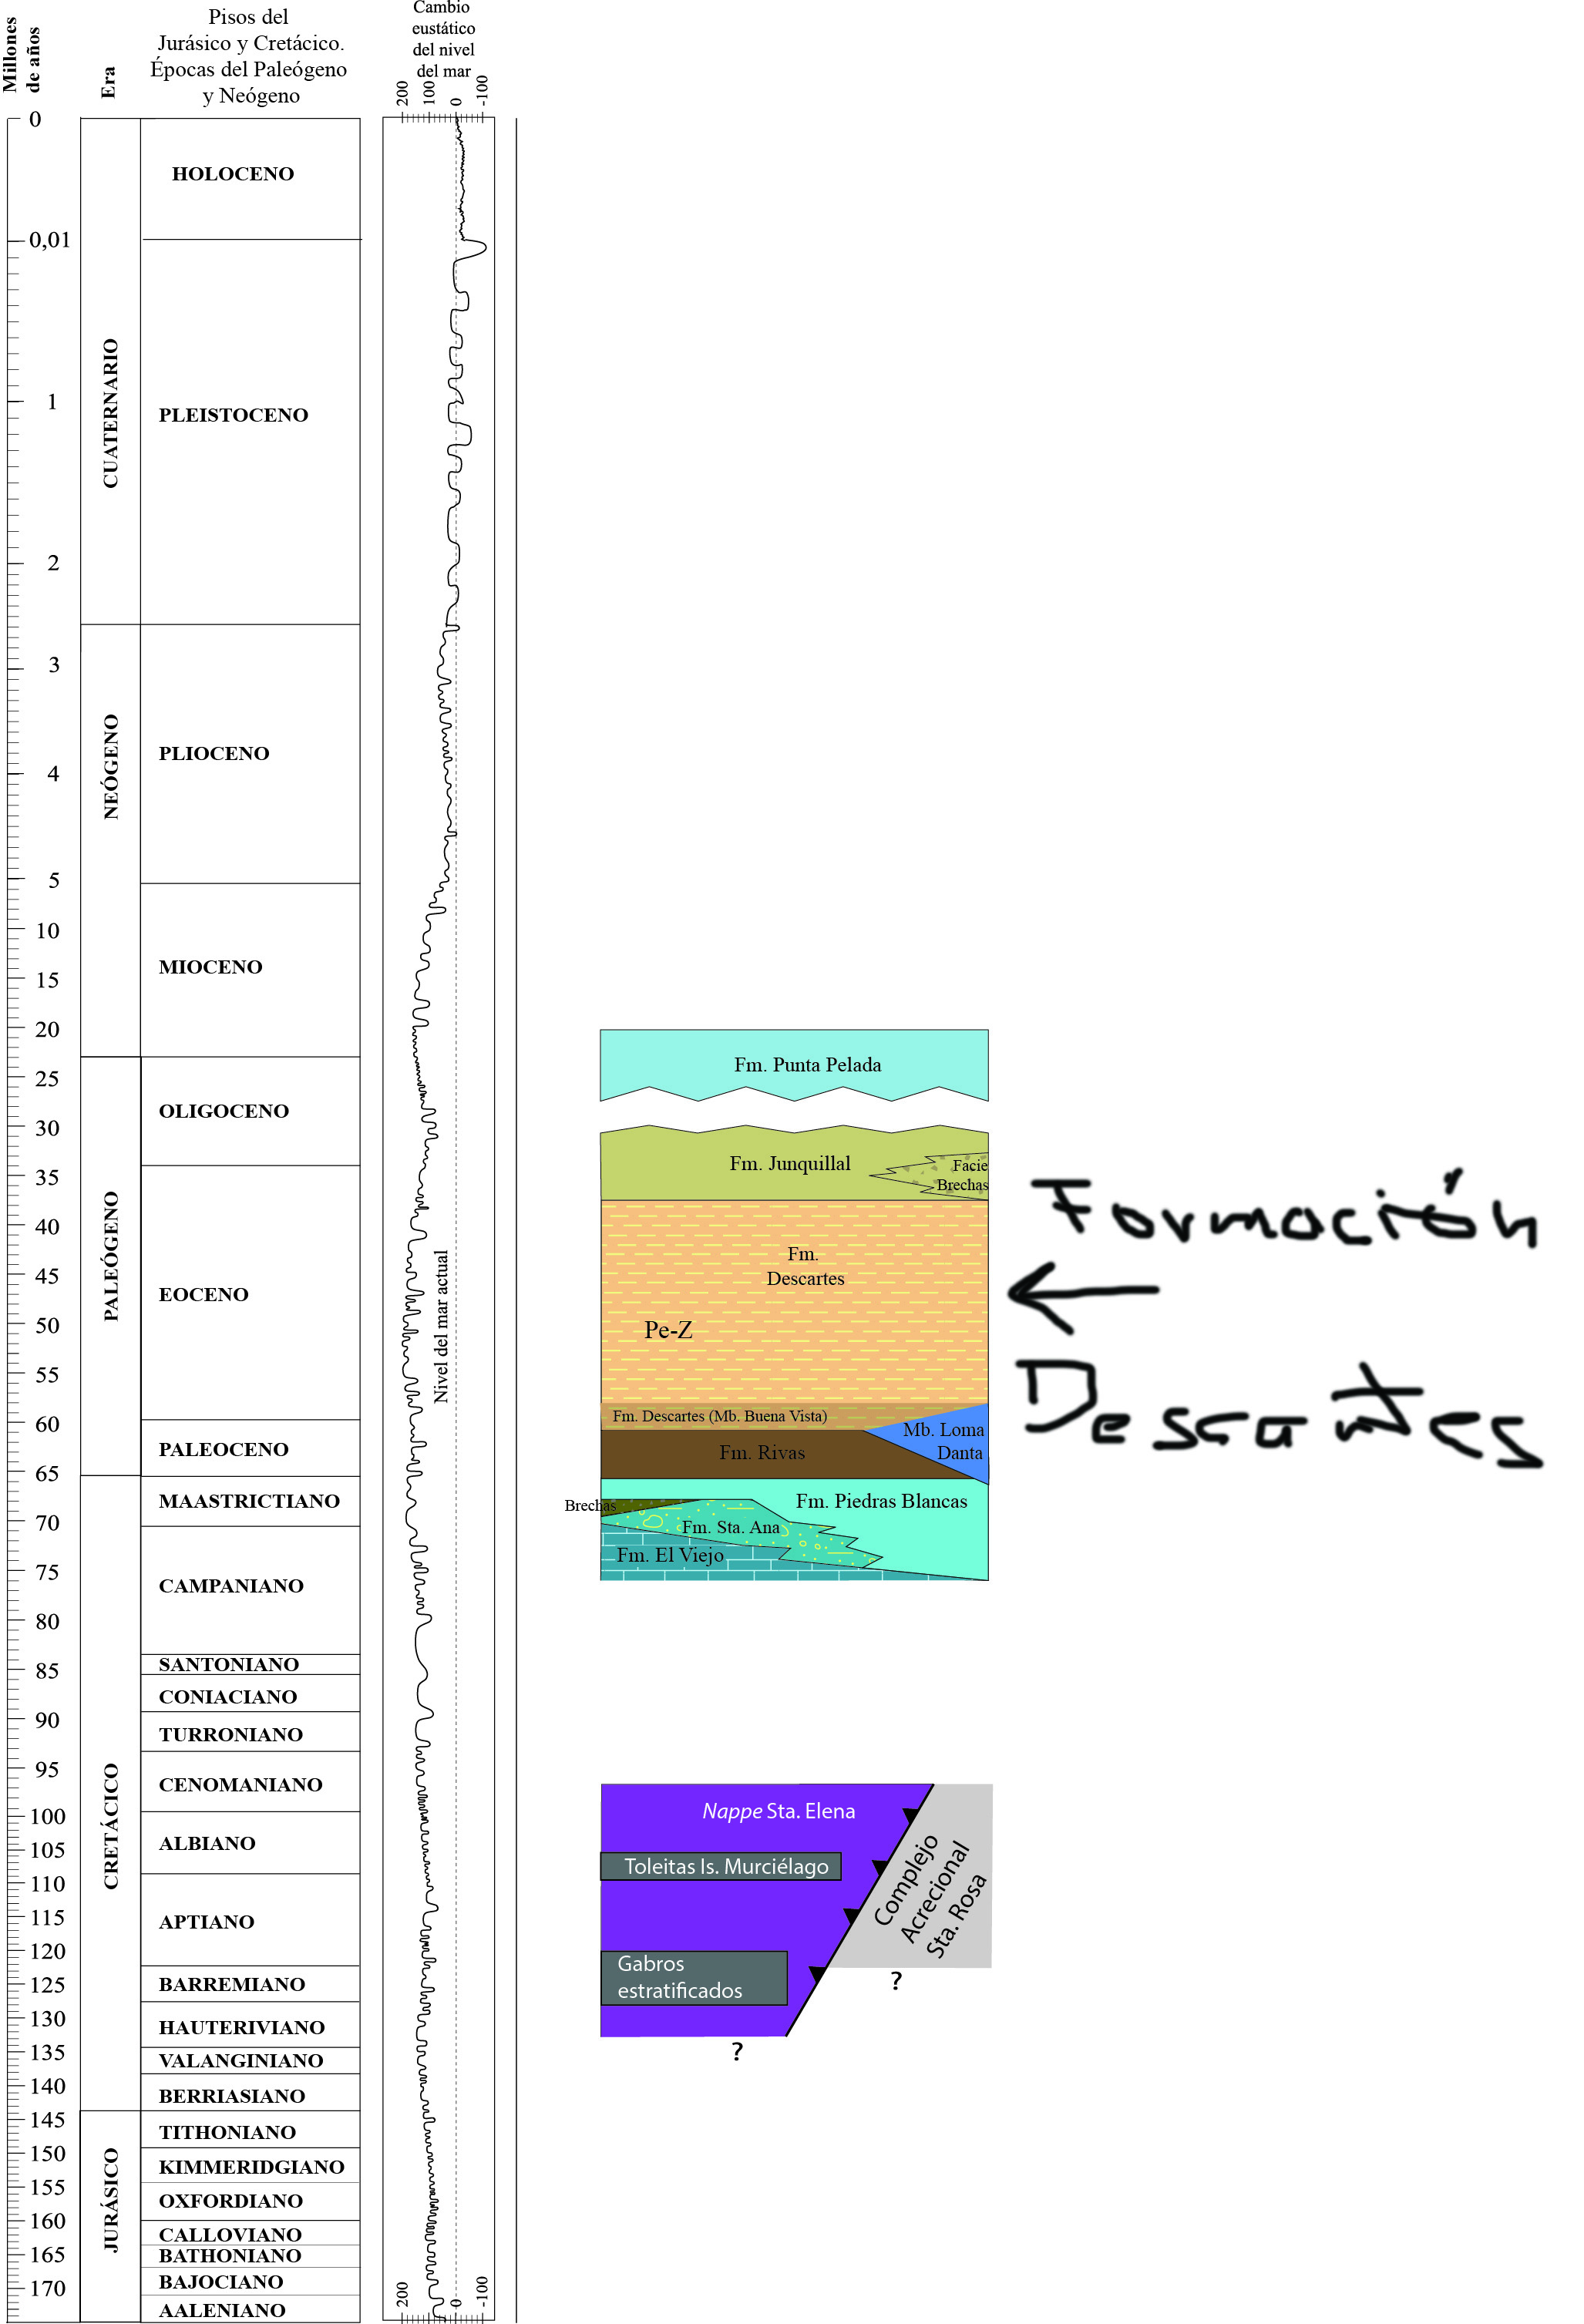 Millones
de años
Era
Pisos del
Jurásico y Cretácico.
Épocas del Paleógeno
y Neógeno
Cambio
eustático
del nivel
del mar
200
100
0
-100
0
0,01
1
2
3
4
5
10
15
20
25
30
35
40
45
50
55
60
65
70
75
80
85
90
95
100
105
110
115
120
125
130
135
140
145
150
155
160
165
170
CUATERNARIO
NEÓGENO
PALEÓGENO
CRETÁCICO
JURÁSICO
HOLOCENO
PLEISTOCENO
PLIOCENO
MIOCENO
OLIGOCENO
EOCENO
PALEOCENO
MAASTRICTIANO
CAMPANIANO
SANTONIANO
CONIACIANO
TURRONIANO
CENOMANIANO
ALBIANO
APTIANO
BARREMIANO
HAUTERIVIANO
VALANGINIANO
BERRIASIANO
TITHONIANO
KIMMERIDGIANO
OXFORDIANO
CALLOVIANO
BATHONIANO
BAJOCIANO
AALENIANO
Nivel del mar actual
200
0
-100
Fm. Punta Pelada
Fm. Junquillal
Facie
Brechas
Fm.
Descartes
Pe-Z
Fm. Descartes (Mb. Buena Vista)
Mb. Loma
Danta
Fm. Rivas
Fm. Piedras Blancas
Brechas
Fm. Sta. Ana
Fm. El Viejo
Nappe Sta. Elena
Toleitas Is. Murciélago
Gabros
estratificados
Complejo
Acrecional
Sta. Rosa
?
?
Formación
Descartes